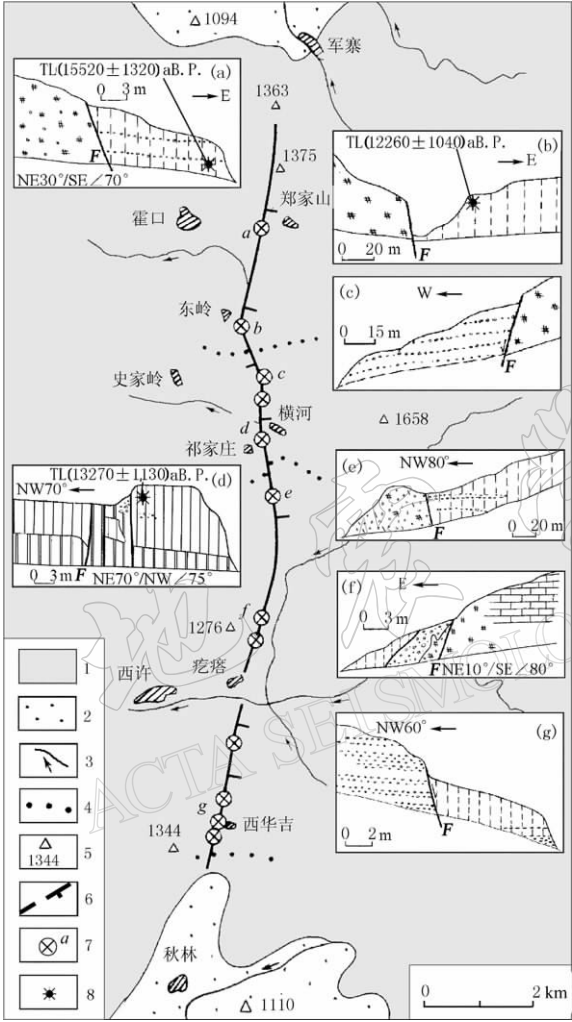 1094
军寨
TL(15520±1320)aB.P. (a)
0 3 m
E
F
NE30°/SE∠70°
1363
1375
TL(12260±1040)aB.P. (b)
E
0 20 m
F
郑家山
霍口
a
(c)
W
0 15 m
F
东岭
b
c
史家岭
横河
d
1658
祁家庄
TL(13270±1130)aB.P. (d)
NW70°
0 3m F NE70°/NW∠75°
e
NW80° (e)
F
0 20 m
(f)
E
0 3 m
F NE10°/SE∠80°
f
1276
疙瘩
西许
NW60° (g)
F
0 2 m
g
西华吉
1344
秋林
1110
0 2 km
1
2
3
4
1344 5
6
a 7
8
ACTA SEISMOLO